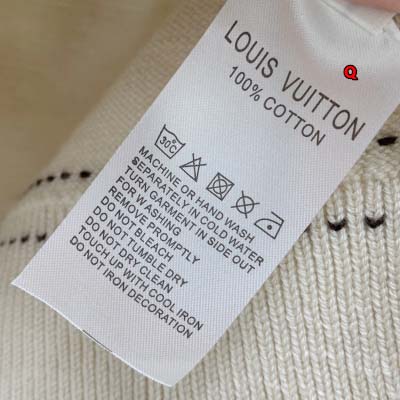 LOUIS VUITTON
100% COTTON
30C
MACHINE OR HAND WASH
SEPARATELY IN COLD WATER
TURN GARMENT IN SIDE OUT
FOR WASHING
REMOVE PROMPTLY
DO NOT BLEACH
DO NOT TUMBLE DRY
DO NOT DRY CLEAN
TOUCH UP WITH COOL IRON
DO NOT IRON DECORATION
Q